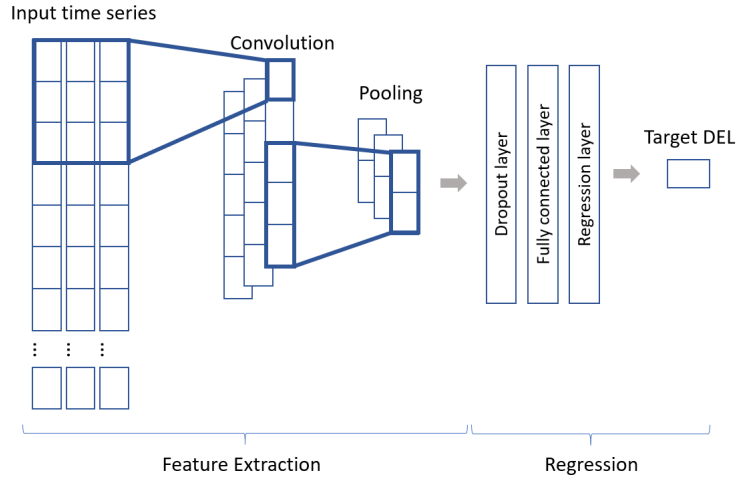 Input time series
Convolution
Pooling
Dropout layer
Fully connected layer
Regression layer
Target DEL
...
...
...
Feature Extraction
Regression